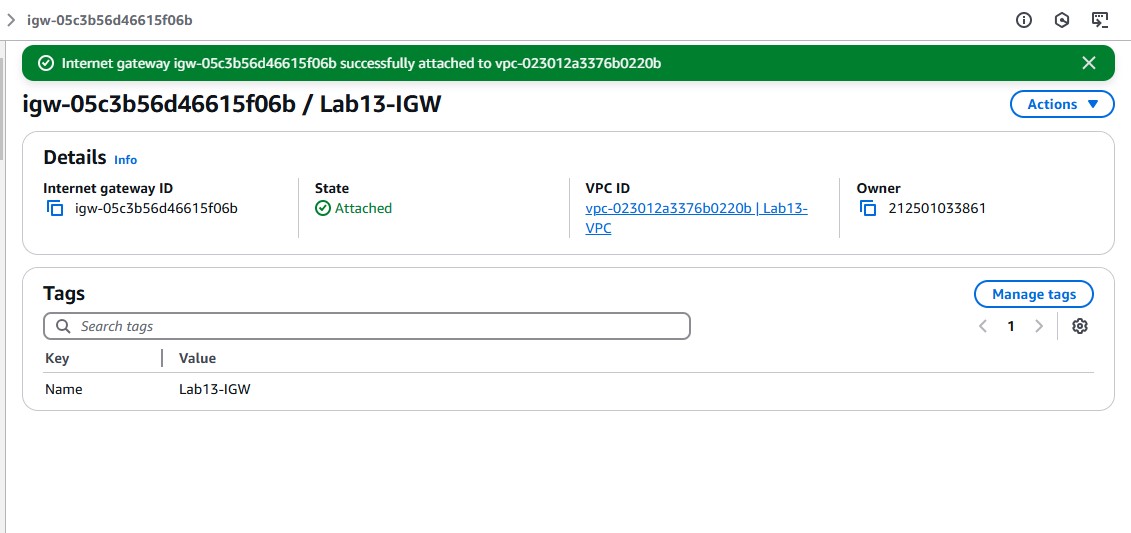 igw-05c3b56d46615f06b
Internet gateway igw-05c3b56d46615f06b successfully attached to vpc-023012a3376b0220b
igw-05c3b56d46615f06b / Lab13-IGW
Actions
Details Info
Internet gateway ID
igw-05c3b56d46615f06b
State
Attached
VPC ID
vpc-023012a3376b0220b | Lab13-
VPC
Owner
212501033861
Tags
Manage tags
Search tags
1
Key Value
Name Lab13-IGW